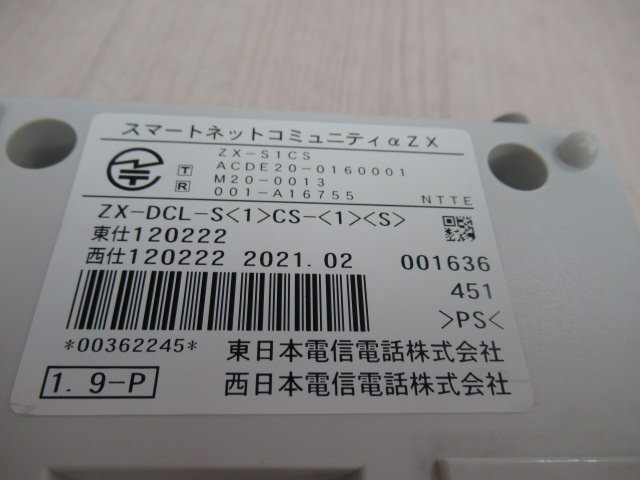 スマートネットコミュニティαZX
ZX-S1CS
T ACDE20-0160001
R M20-0013
001-A16755 NTTE
ZX-DCL-S<1>CS-<1><S>
東仕120222
西仕120222 2021.02 001636
451
>PS<
*00362245* 東日本電信電話株式会社
1.9-P 西日本電信電話株式会社